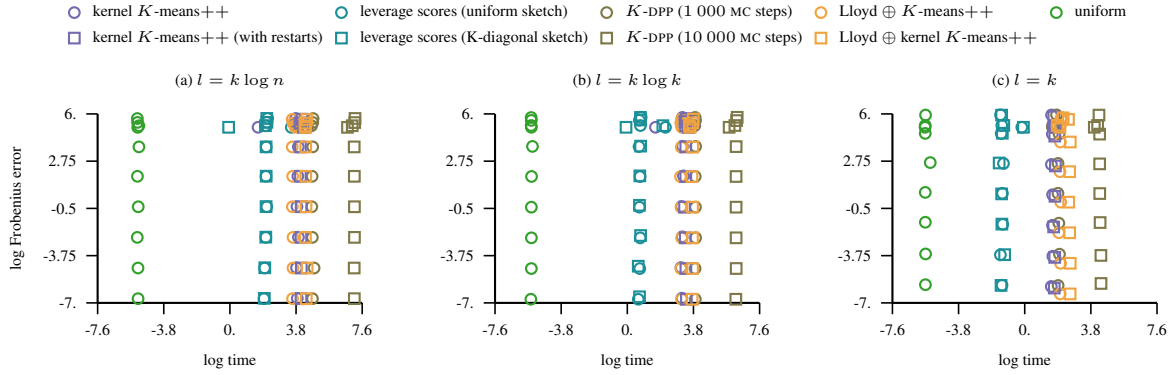 kernel K-means++ leverage scores (uniform sketch) K-DPP (1 000 MC steps) Lloyd ⊕ K-means++ uniform
kernel K-means++ (with restarts) leverage scores (K-diagonal sketch) K-DPP (10 000 MC steps) Lloyd ⊕ kernel K-means++
(a) l = k log n
(b) l = k log k
(c) l = k
log Frobenius error
6.
2.75
-0.5
-3.75
-7.
-7.6 -3.8 0. 3.8 7.6
log time
6.
2.75
-0.5
-3.75
-7.
-7.6 -3.8 0. 3.8 7.6
log time
6.
2.75
-0.5
-3.75
-7.
-7.6 -3.8 0. 3.8 7.6
log time